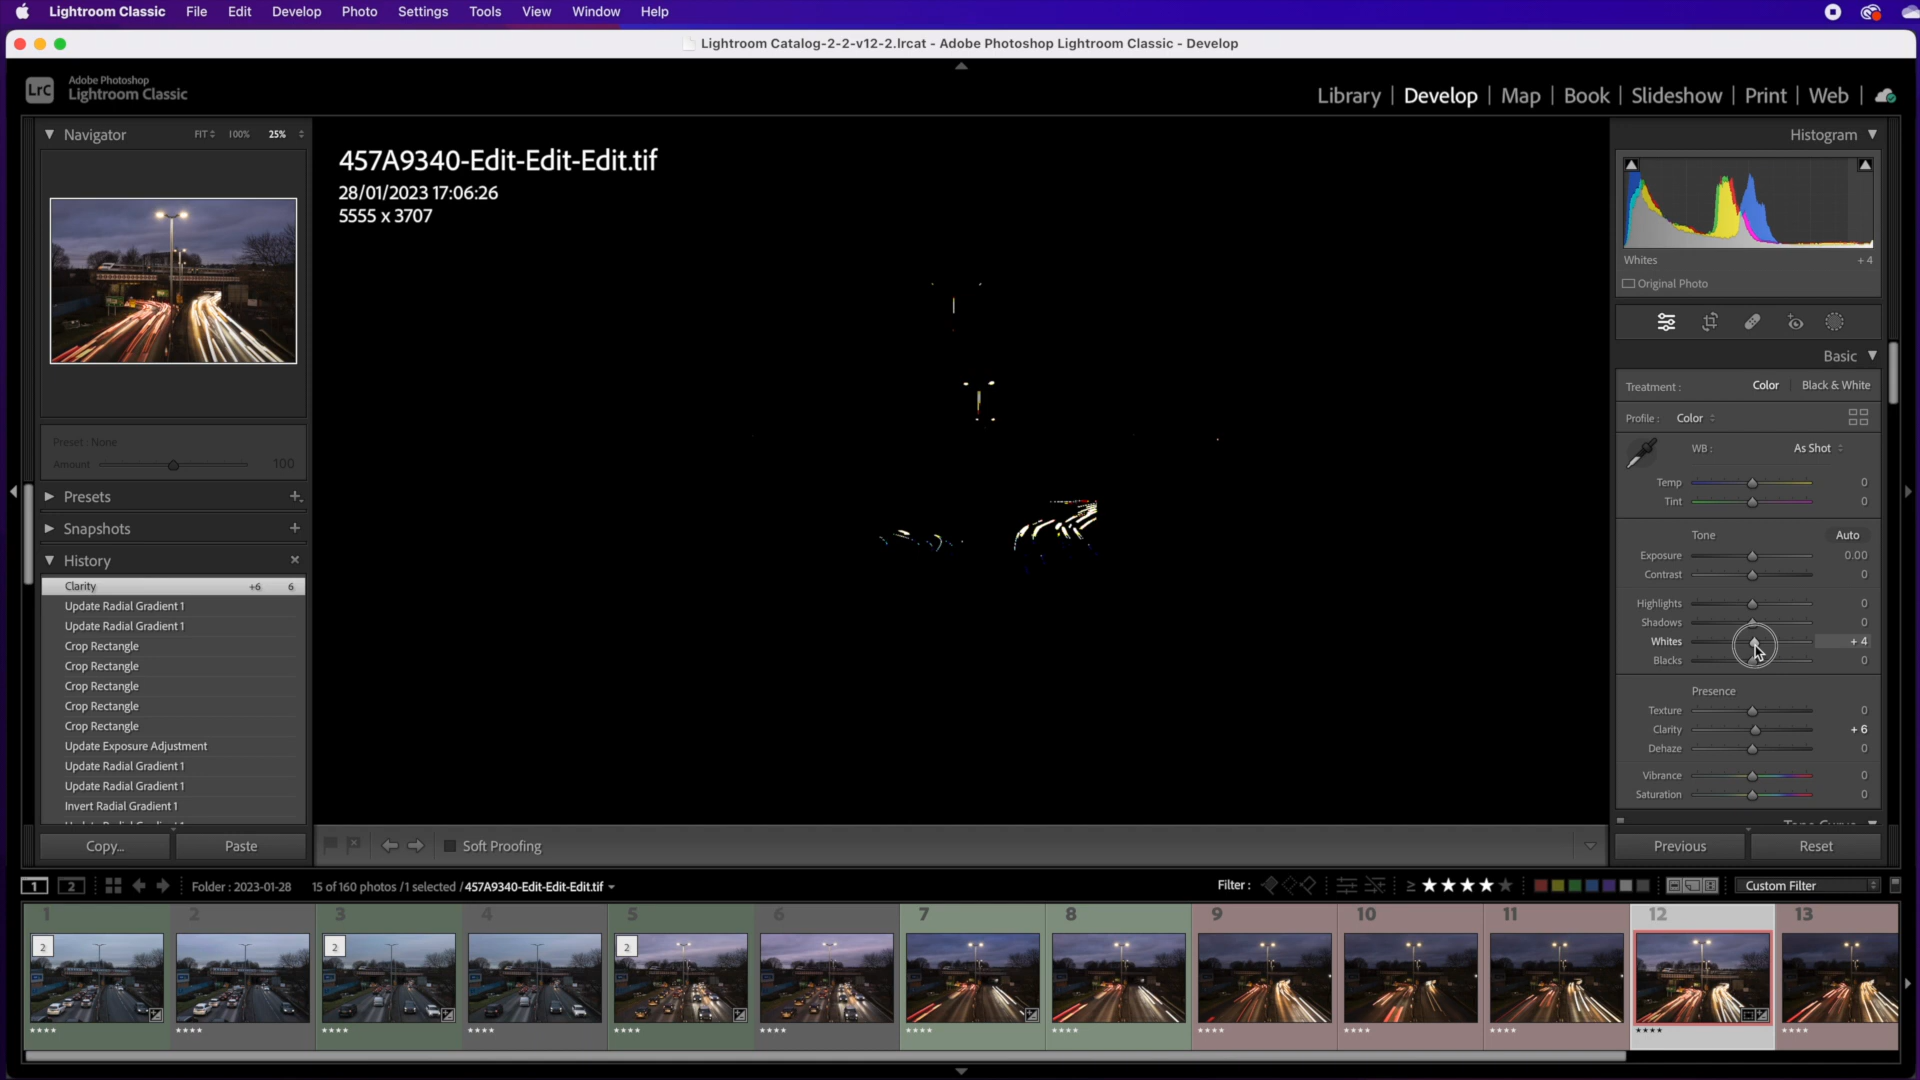 Lightroom Classic File Edit Develop Photo Settings Tools View Window Help
Lightroom Catalog-2-2-v12-2.lrcat - Adobe Photoshop Lightroom Classic - Develop
LrC
Adobe Photoshop
Lightroom Classic
Library | Develop | Map | Book | Slideshow | Print | Web
Navigator FIT 100% 25%
Preset : None
Amount 100
Presets
Snapshots
History
Clarity +6 6
Update Radial Gradient 1
Update Radial Gradient 1
Crop Rectangle
Crop Rectangle
Crop Rectangle
Crop Rectangle
Crop Rectangle
Update Exposure Adjustment
Update Radial Gradient 1
Update Radial Gradient 1
Invert Radial Gradient 1
Copy... Paste
457A9340-Edit-Edit-Edit.tif
28/01/2023 17:06:26
5555 x 3707
Soft Proofing
Histogram
Whites +4
Original Photo
Basic
Treatment : Color Black & White
Profile : Color
WB : As Shot
Temp 0
Tint 0
Tone Auto
Exposure 0.00
Contrast 0
Highlights 0
Shadows 0
Whites + 4
Blacks 0
Presence
Texture 0
Clarity + 6
Dehaze 0
Vibrance 0
Saturation 0
Previous Reset
1 2 Folder : 2023-01-28 15 of 160 photos /1 selected / 457A9340-Edit-Edit-Edit.tif Filter : ≥ ★★★★★ Custom Filter
1 2 3 4 5 6 7 8 9 10 11 12 13
2 2 2